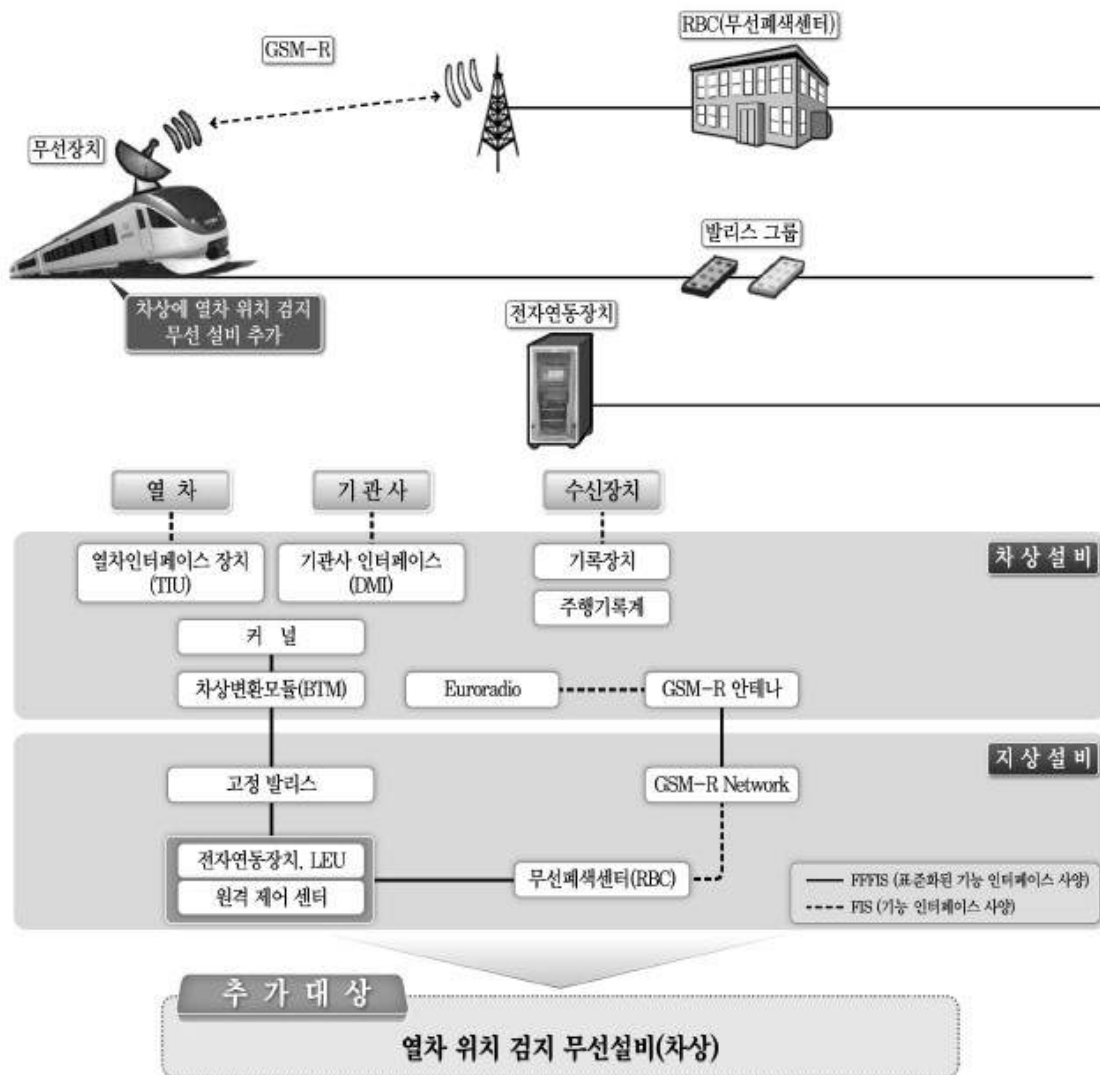 RBC(무선폐색센터)
GSM-R
무선장치
발리스 그룹
차상에 열차 위치 검지
무선 설비 추가
전자연동장치
열 차
기 관 사
수신장치
차 상 설 비
열차인터페이스 장치
(TIU)
기관사 인터페이스
(DMI)
기록장치
주행기록계
커 널
차상변환모듈(BTM)
Euroradio
GSM-R 안테나
지 상 설 비
고정 발리스
GSM-R Network
전자연동장치, LEU
원격 제어 센터
무선폐색센터(RBC)
FFFIS (표준화된 기능 인터페이스 사양)
FIS (기능 인터페이스 사양)
추 가 대 상
열차 위치 검지 무선설비(차상)